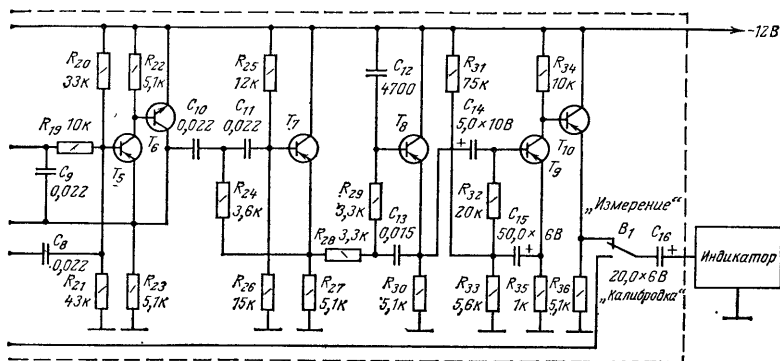 −12В
R20
33к
R22
5,1к
R25
12к
C12
4700
R31
75к
R34
10к
C10
0,022
C11
0,022
C14
5,0×10В
R19 10к
T5
T6
T7
T8
T9
T10
C9
0,022
R24
3,6к
R29
3,3к
R32
20к
C13
0,015
C15
50,0× 6В
R28 3,3к
„Измерение“
B1
C16
Индикатор
20,0×6В
„Калибровка“
C8
0,022
R21
43к
R23
5,1к
R26
15к
R27
5,1к
R30
5,1к
R33
5,6к
R35
1к
R36
5,1к
+
+
+